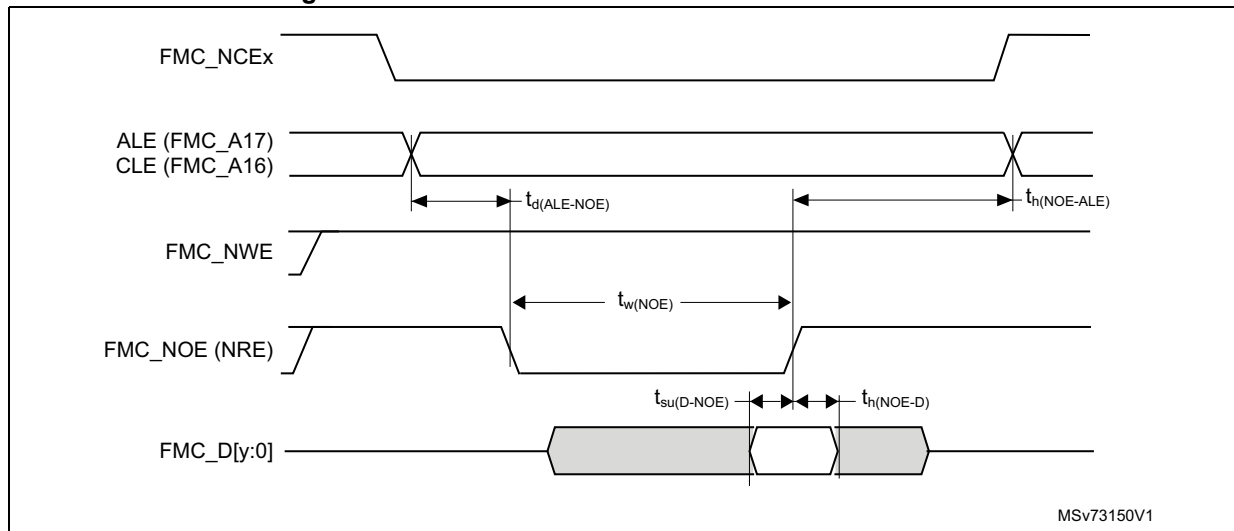 FMC_NCEx
ALE (FMC_A17)
CLE (FMC_A16)
td(ALE-NOE)
th(NOE-ALE)
FMC_NWE
tw(NOE)
FMC_NOE (NRE)
tsu(D-NOE)
th(NOE-D)
FMC_D[y:0]
MSv73150V1